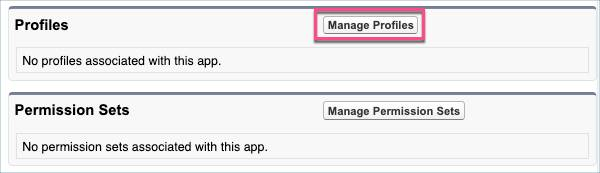 Profiles
Manage Profiles
No profiles associated with this app.
Permission Sets
Manage Permission Sets
No permission sets associated with this app.